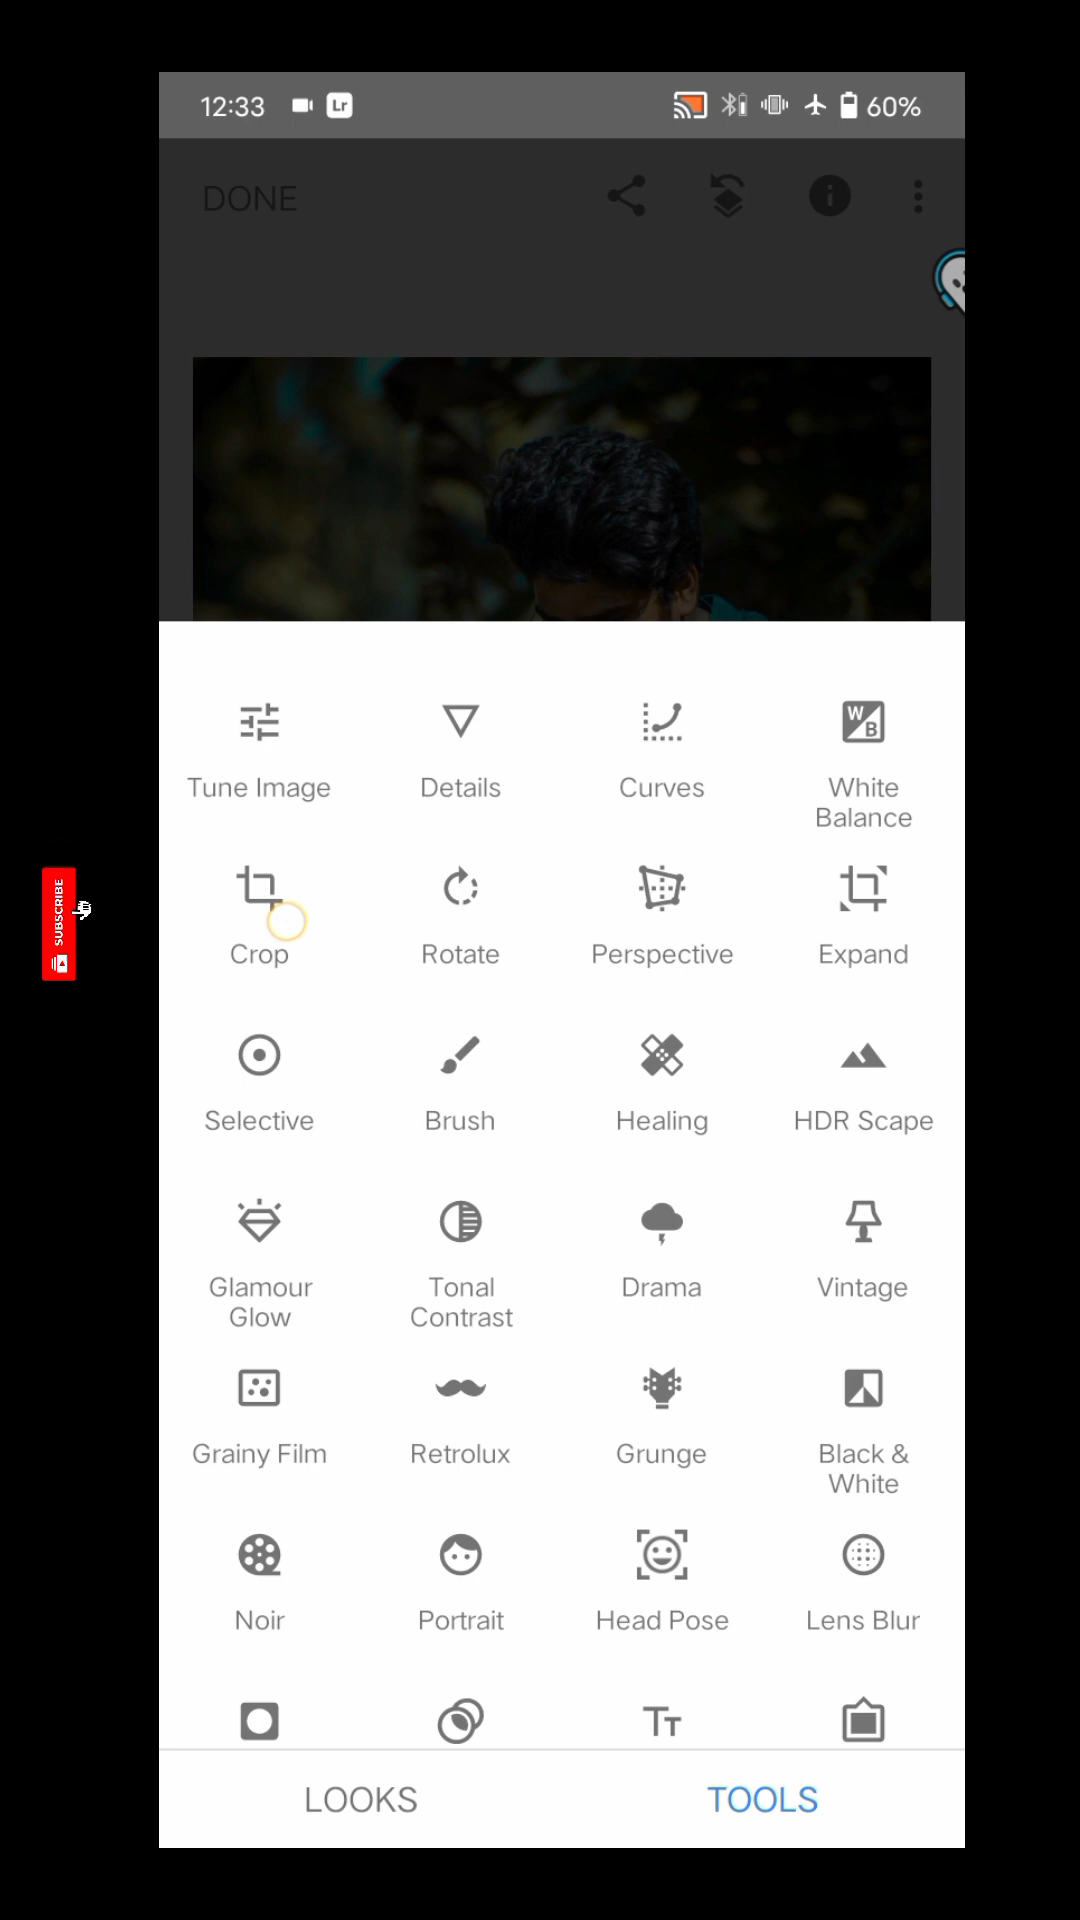 12:33
Lr
60%
DONE
Tune Image
Details
Curves
W
B
White
Balance
Crop
Rotate
Perspective
Expand
SUBSCRIBE
Selective
Brush
Healing
HDR Scape
Glamour
Glow
Tonal
Contrast
Drama
Vintage
Grainy Film
Retrolux
Grunge
Black &
White
Noir
Portrait
Head Pose
Lens Blur
TT
LOOKS
TOOLS